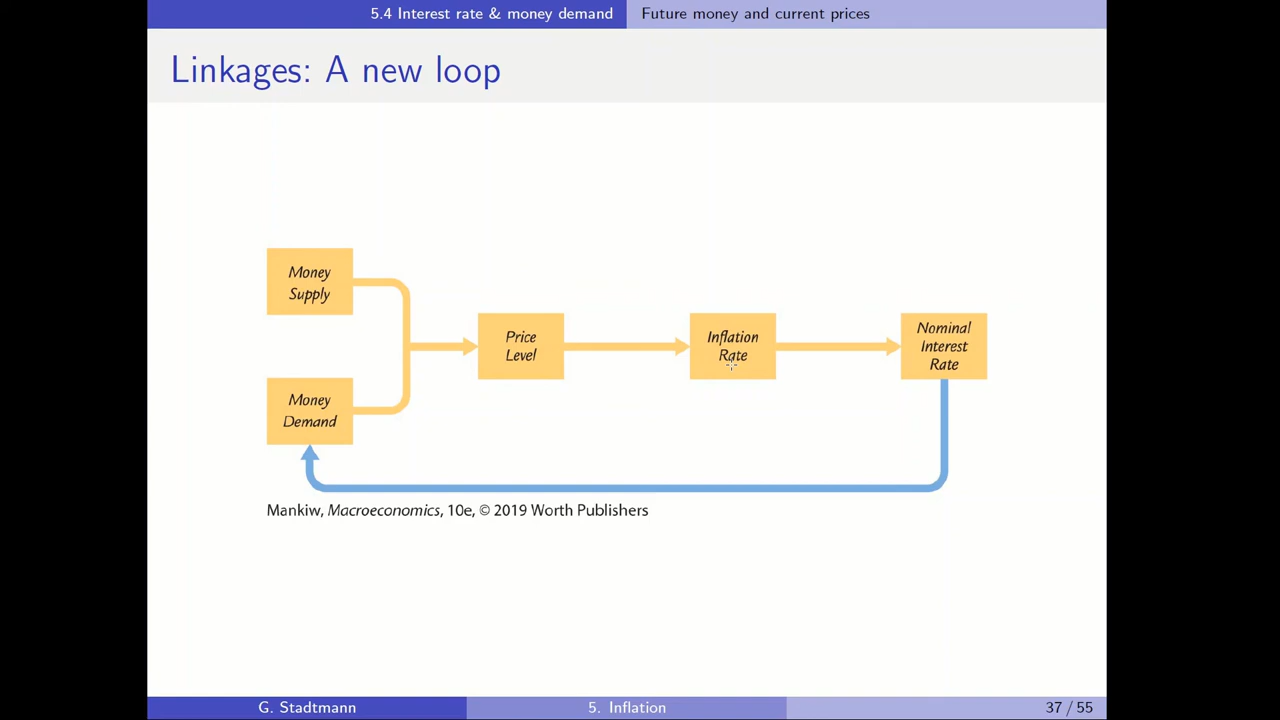 5.4 Interest rate & money demand
Future money and current prices
Linkages: A new loop
Money
Supply
Money
Demand
Price
Level
Inflation
Rate
Nominal
Interest
Rate
Mankiw, Macroeconomics, 10e, © 2019 Worth Publishers
G. Stadtmann
5. Inflation
37 / 55